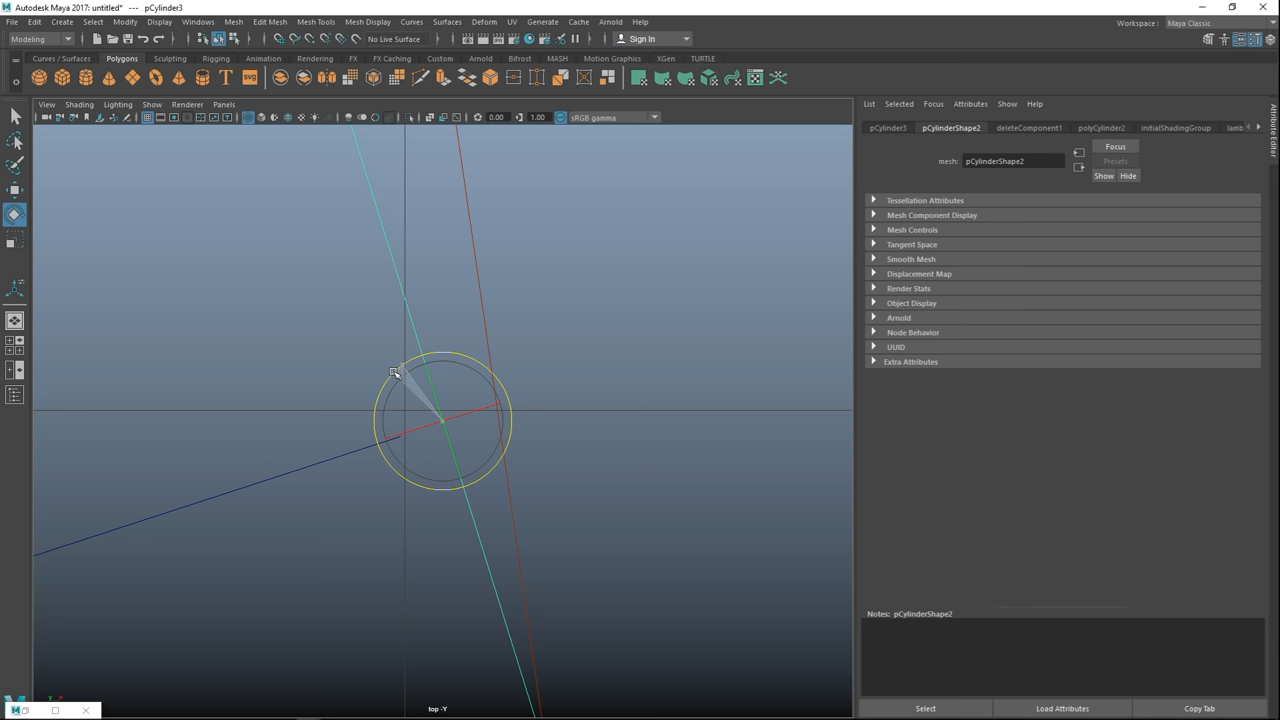 Autodesk Maya 2017: untitled* --- pCylinder3
File Edit Create Select Modify Display Windows Mesh Edit Mesh Mesh Tools Mesh Display Curves Surfaces Deform UV Generate Cache Arnold Help
Workspace : Maya Classic
Modeling No Live Surface Sign In
Curves / Surfaces Polygons Sculpting Rigging Animation Rendering FX FX Caching Custom Arnold Bifrost MASH Motion Graphics XGen TURTLE
T SVG
View Shading Lighting Show Renderer Panels
0.00 1.00 sRGB gamma
List Selected Focus Attributes Show Help
Attribute Editor
pCylinder3 pCylinderShape2 deleteComponent1 polyCylinder2 initialShadingGroup lamb
mesh: pCylinderShape2
Focus
Presets
Show Hide
Tessellation Attributes
Mesh Component Display
Mesh Controls
Tangent Space
Smooth Mesh
Displacement Map
Render Stats
Object Display
Arnold
Node Behavior
UUID
Extra Attributes
Notes: pCylinderShape2
top -Y
Select Load Attributes Copy Tab